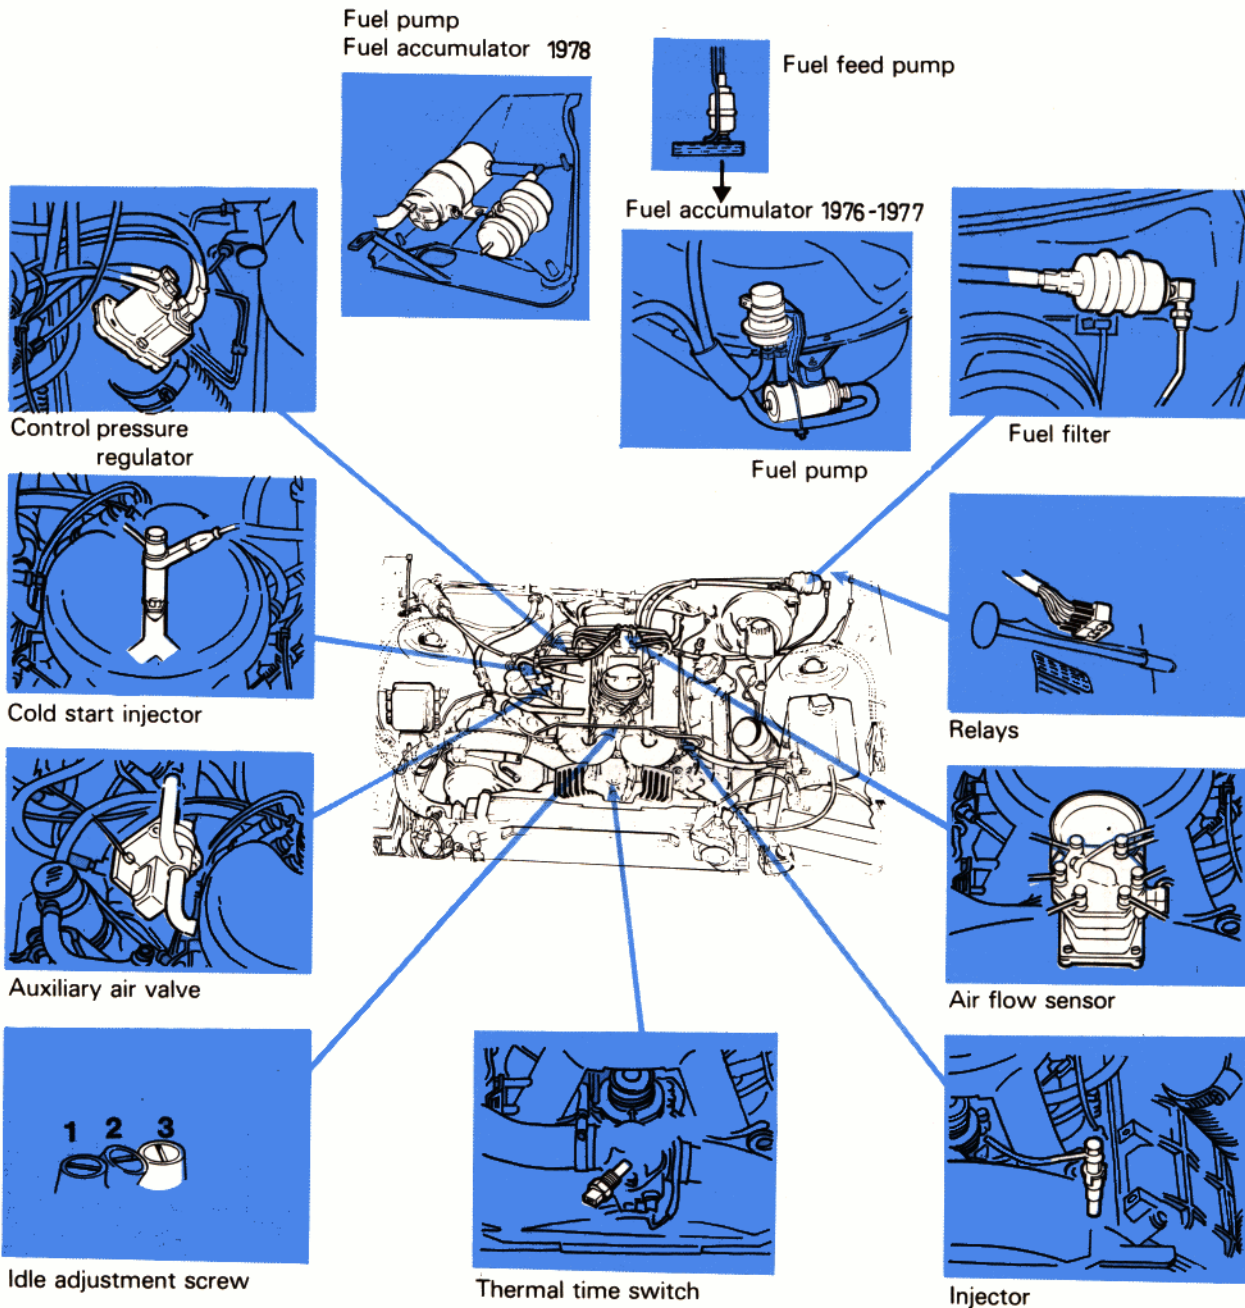 Fuel pump
Fuel accumulator 1978
Fuel feed pump
Fuel accumulator 1976-1977
Control pressure
regulator
Fuel pump
Fuel filter
Cold start injector
Relays
Auxiliary air valve
Air flow sensor
1 2 3
Idle adjustment screw
Thermal time switch
Injector